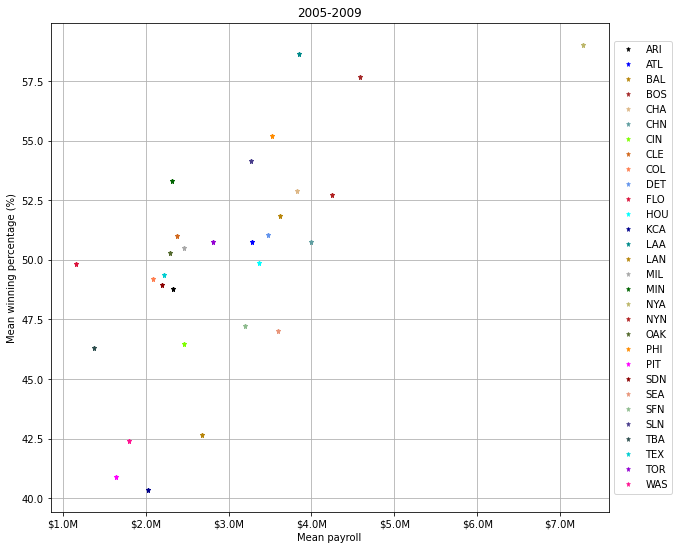 2005-2009
Mean winning percentage (%)
57.5
55.0
52.5
50.0
47.5
45.0
42.5
40.0
$1.0M $2.0M $3.0M $4.0M $5.0M $6.0M $7.0M
Mean payroll
ARI
ATL
BAL
BOS
CHA
CHN
CIN
CLE
COL
DET
FLO
HOU
KCA
LAA
LAN
MIL
MIN
NYA
NYN
OAK
PHI
PIT
SDN
SEA
SFN
SLN
TBA
TEX
TOR
WAS